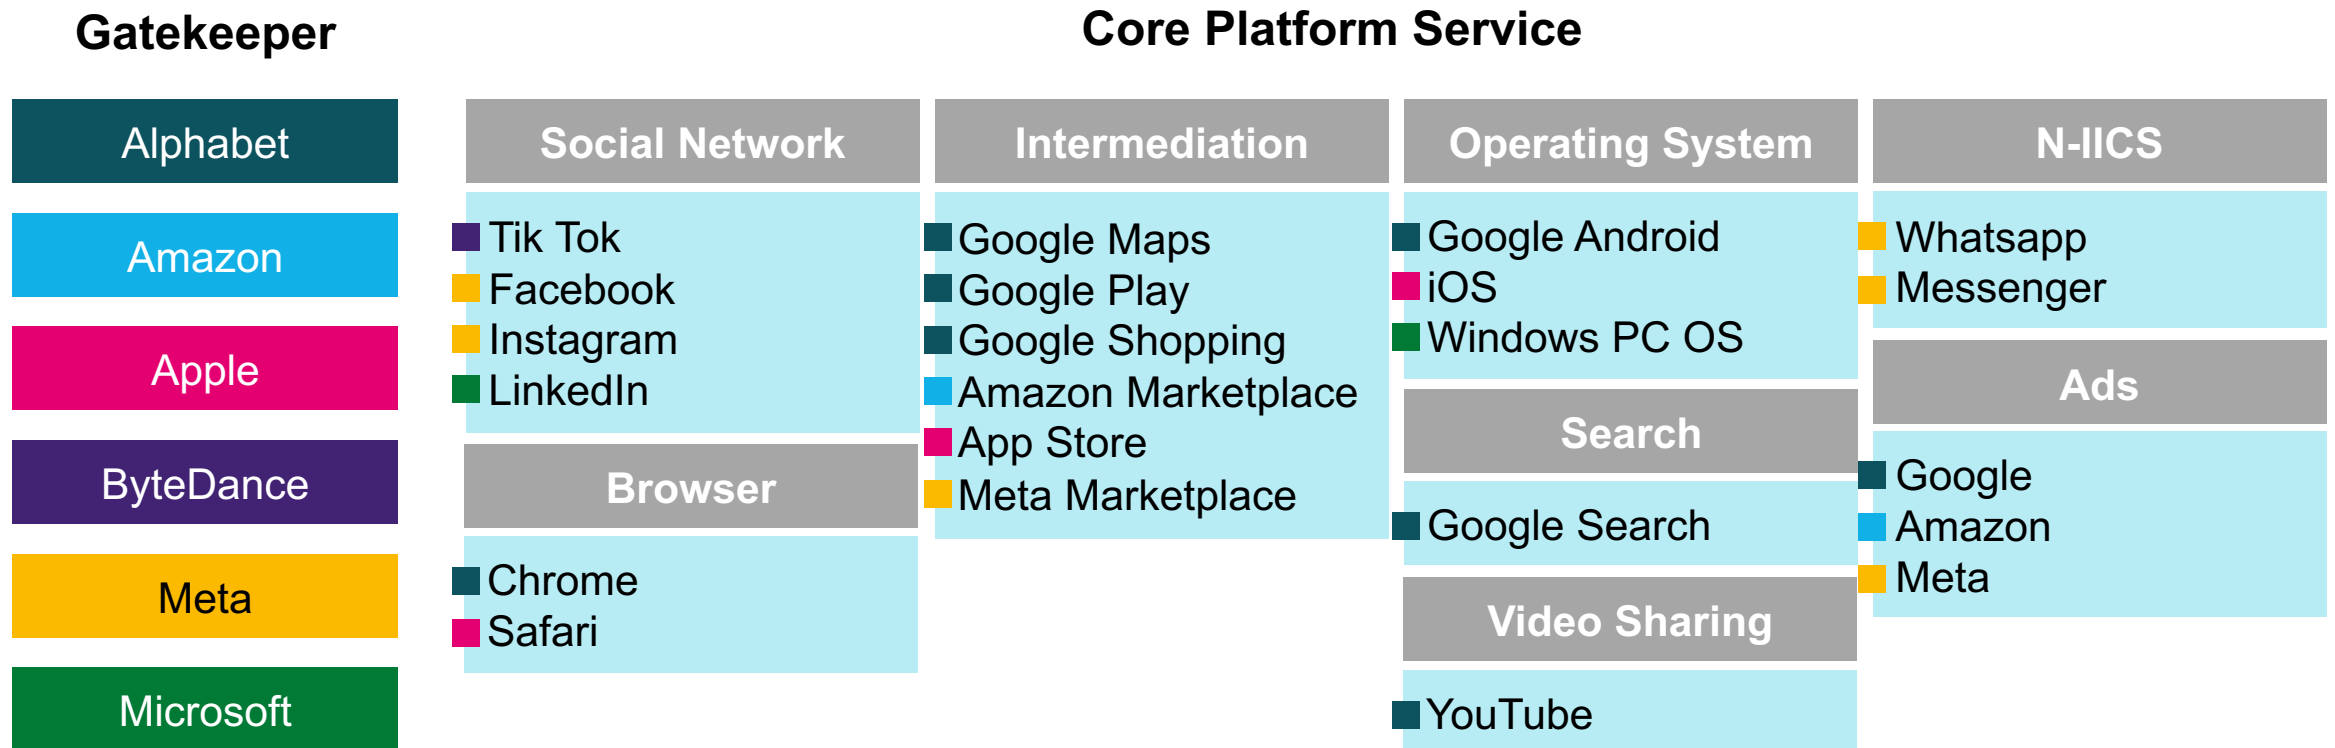 Gatekeeper
Core Platform Service
Alphabet
Amazon
Apple
ByteDance
Meta
Microsoft
Social Network
Tik Tok
Facebook
Instagram
LinkedIn
Browser
Chrome
Safari
Intermediation
Google Maps
Google Play
Google Shopping
Amazon Marketplace
App Store
Meta Marketplace
Operating System
Google Android
iOS
Windows PC OS
Search
Google Search
Video Sharing
YouTube
N-IICS
Whatsapp
Messenger
Ads
Google
Amazon
Meta